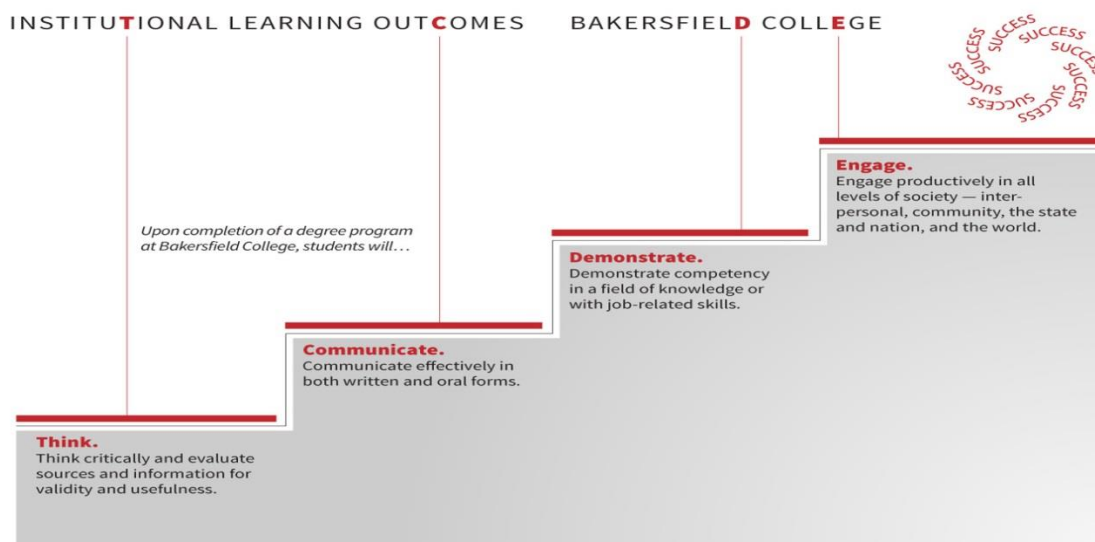 INSTITUTIONAL LEARNING OUTCOMES BAKERSFIELD COLLEGE
SUCCESS SUCCESS SUCCESS SUCCESS SUCCESS SUCCESS SUCCESS SUCCESS
Engage.
Engage productively in all
levels of society — inter-
personal, community, the state
and nation, and the world.
Upon completion of a degree program
at Bakersfield College, students will…
Demonstrate.
Demonstrate competency
in a field of knowledge or
with job-related skills.
Communicate.
Communicate effectively in
both written and oral forms.
Think.
Think critically and evaluate
sources and information for
validity and usefulness.